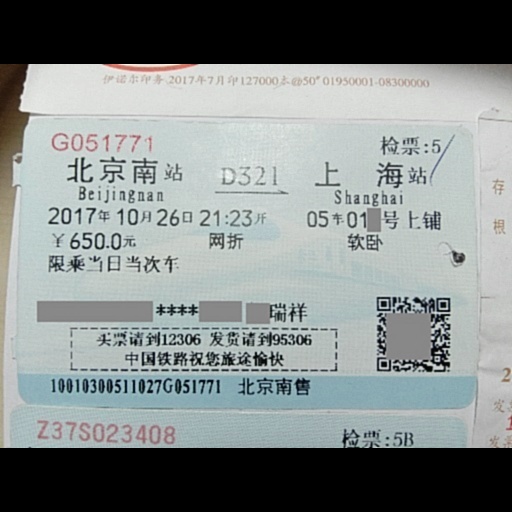 伊诺尔印务 2017年7月印127000本@50° 01950001-08300000
G051771 检票:5
北京南站 D321 上海站
Beijingnan Shanghai
2017年10月26日21:23开 05车01 号上铺
￥650.0元 网折 软卧
限乘当日当次车
**** 瑞祥
买票请到12306 发货请到95306
中国铁路祝您旅途愉快
10010300511027G051771 北京南售
Z37S023408 检票:5B
存
根
2
发
1
发